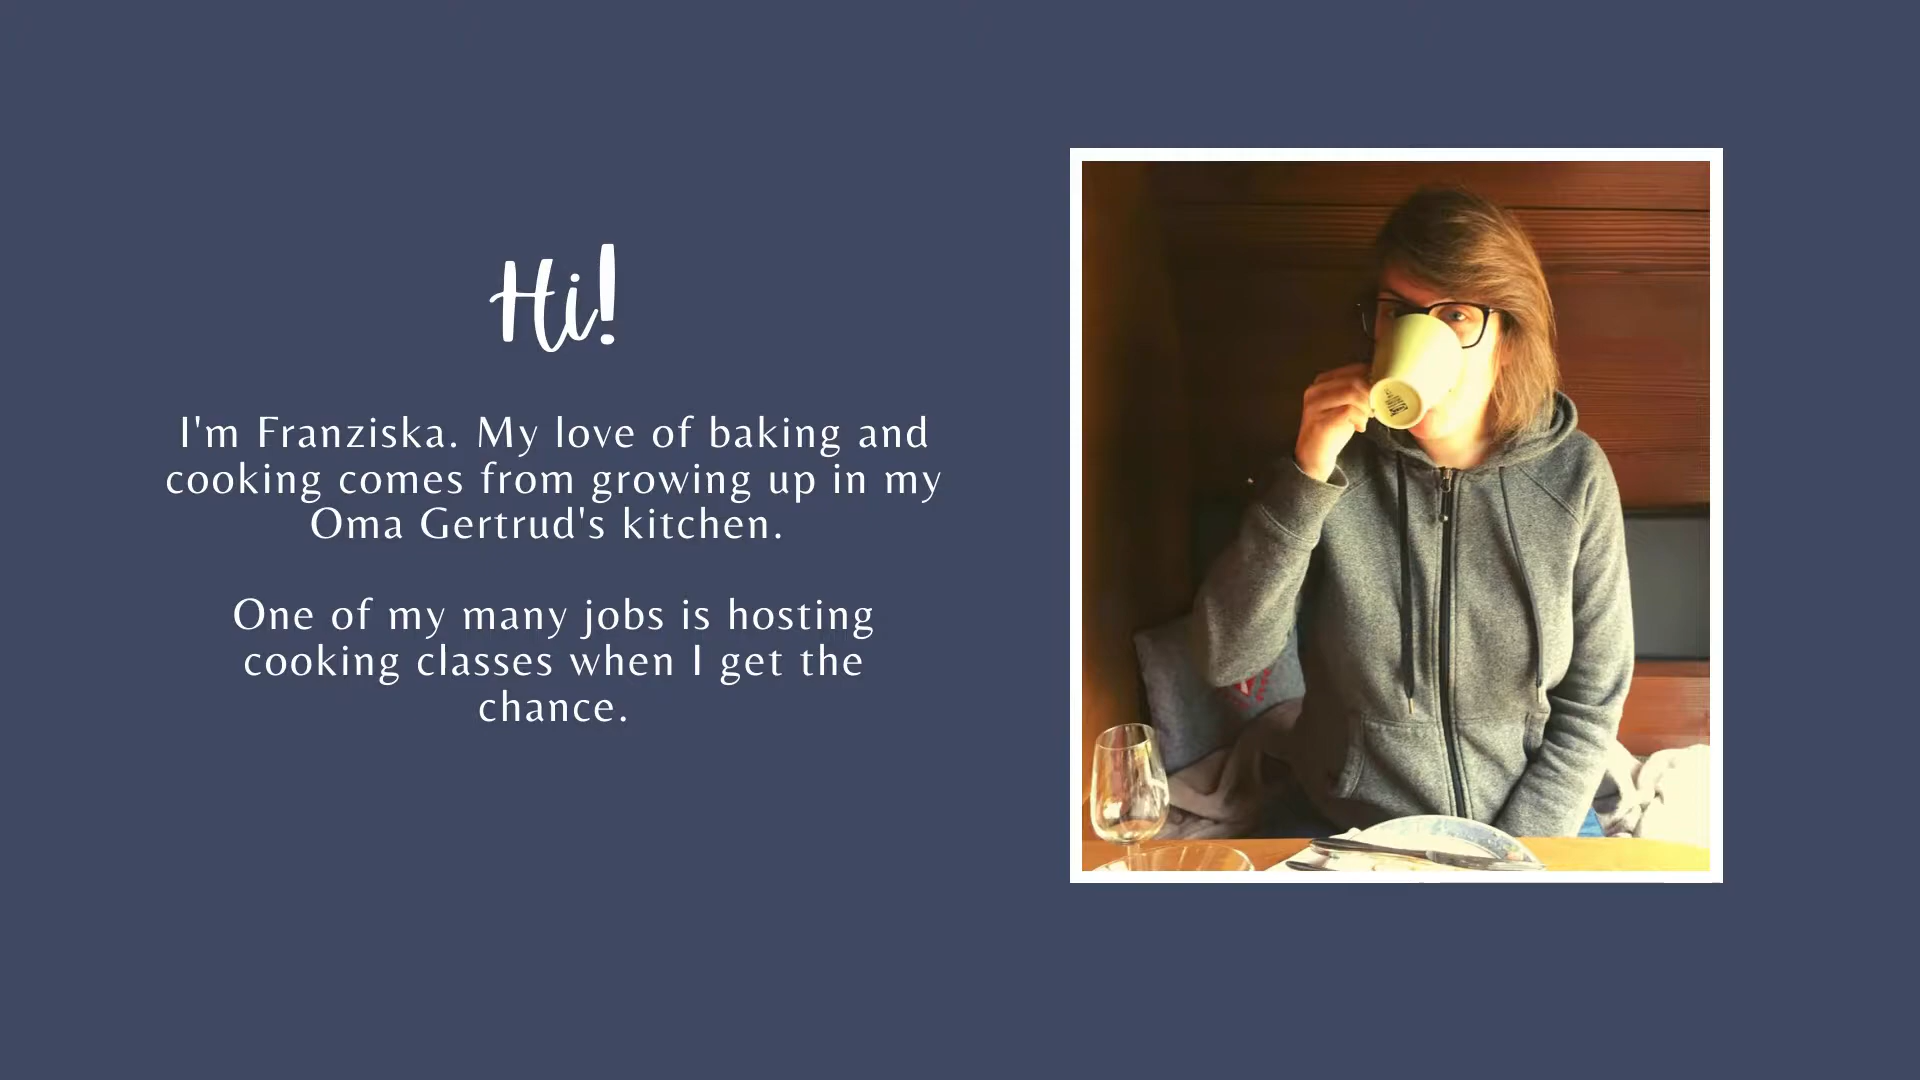 Hi!
I'm Franziska. My love of baking and
cooking comes from growing up in my
Oma Gertrud's kitchen.
One of my many jobs is hosting
cooking classes when I get the
chance.